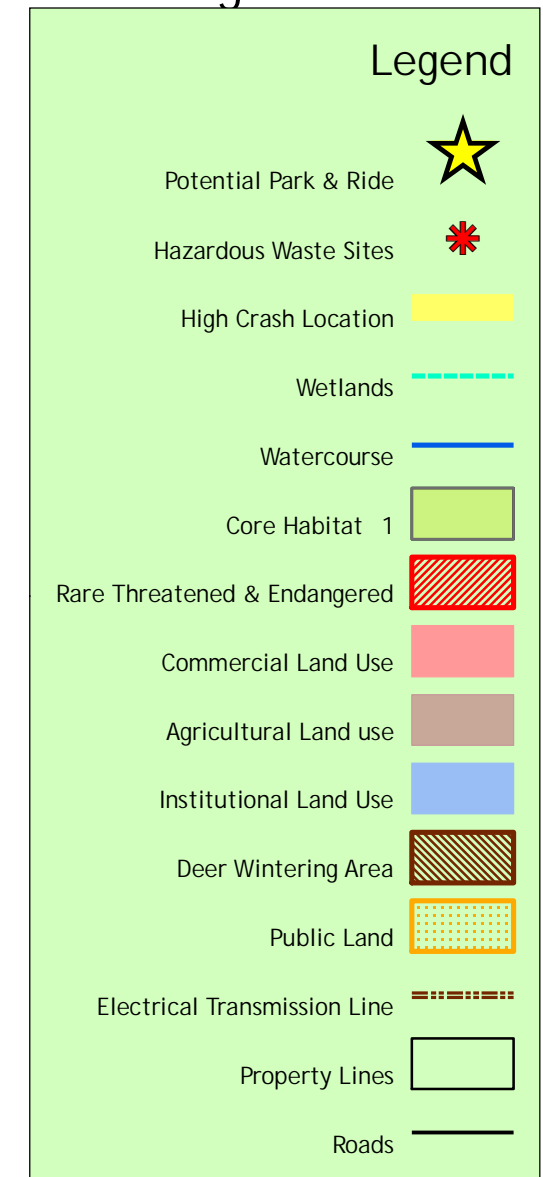 Legend
Potential Park & Ride
Hazardous Waste Sites
High Crash Location
Wetlands
Watercourse
Core Habitat 1
Rare Threatened & Endangered
Commercial Land Use
Agricultural Land use
Institutional Land Use
Deer Wintering Area
Public Land
Electrical Transmission Line
Property Lines
Roads